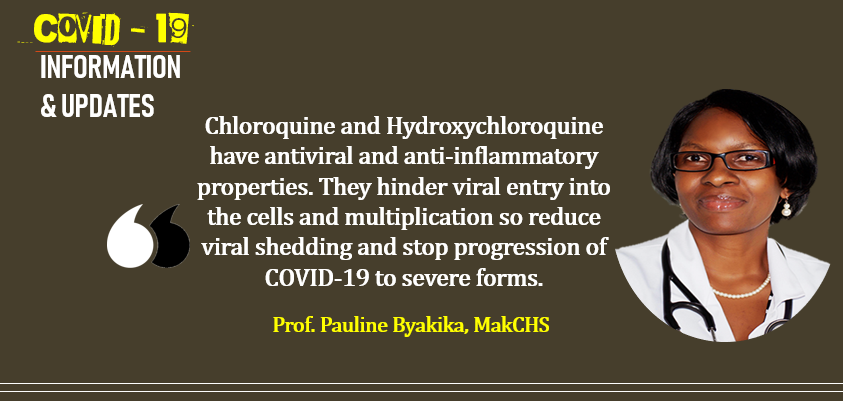 COVID - 19
INFORMATION
& UPDATES
Chloroquine and Hydroxychloroquine
have antiviral and anti-inflammatory
properties. They hinder viral entry into
the cells and multiplication so reduce
viral shedding and stop progression of
COVID-19 to severe forms.
Prof. Pauline Byakika, MakCHS